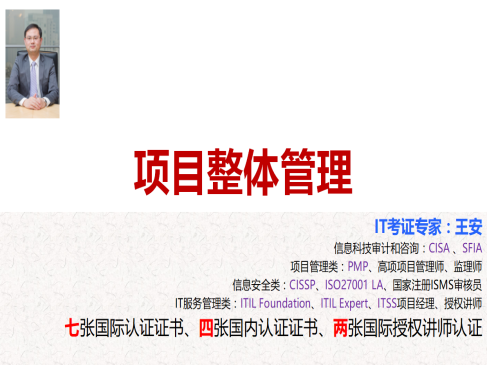 项目整体管理
IT考证专家：王安
信息科技审计和咨询：CISA 、SFIA
项目管理类：PMP、高项项目管理师、监理师
信息安全类：CISSP、ISO27001 LA、国家注册ISMS审核员
IT服务管理类：ITIL Foundation、ITIL Expert、ITSS项目经理、授权讲师
七张国际认证证书、四张国内认证证书、两张国际授权讲师认证